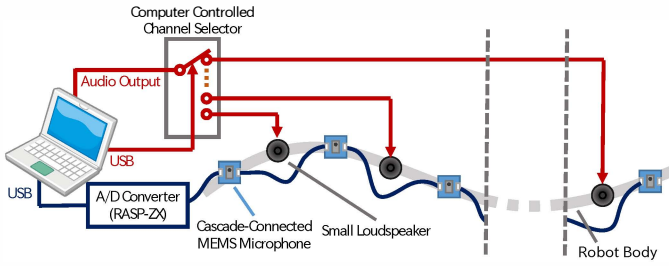 Computer Controlled
Channel Selector
Audio Output
USB
USB
A/D Converter
(RASP-ZX)
Cascade-Connected
MEMS Microphone
Small Loudspeaker
Robot Body